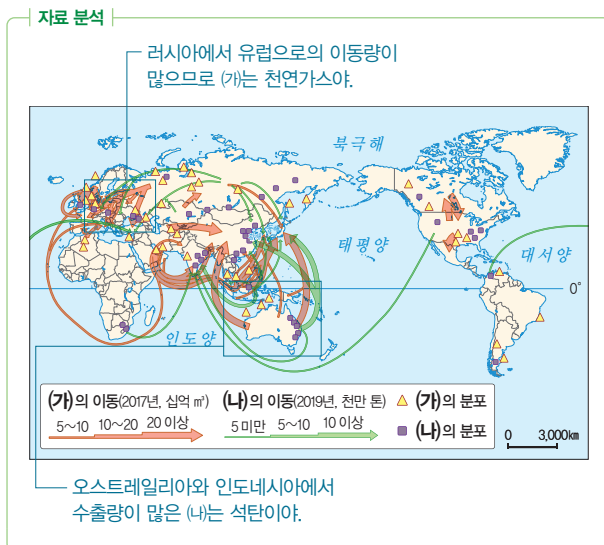 자료 분석
러시아에서 유럽으로의 이동량이
많으므로 (가)는 천연가스야.
북극해
태평양
대서양
인도양
0°
(가)의 이동(2017년, 십억 ㎥)
5~10 10~20 20 이상
(나)의 이동(2019년, 천만 톤)
5 미만 5~10 10 이상
(가)의 분포
(나)의 분포
0 3,000km
오스트레일리아와 인도네시아에서
수출량이 많은 (나)는 석탄이야.